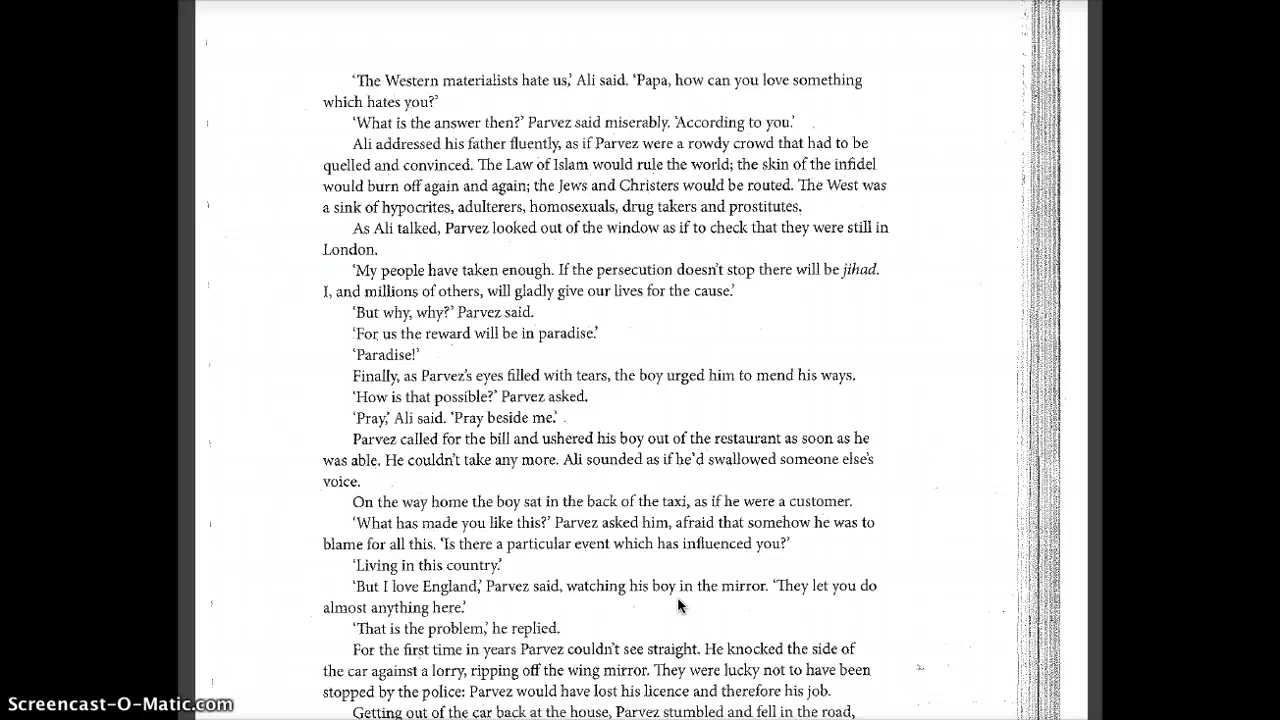 ‘The Western materialists hate us,’ Ali said. ‘Papa, how can you love something
which hates you?’
‘What is the answer then?’ Parvez said miserably. ‘According to you.’
Ali addressed his father fluently, as if Parvez were a rowdy crowd that had to be
quelled and convinced. The Law of Islam would rule the world; the skin of the infidel
would burn off again and again; the Jews and Christers would be routed. The West was
a sink of hypocrites, adulterers, homosexuals, drug takers and prostitutes.
As Ali talked, Parvez looked out of the window as if to check that they were still in
London.
‘My people have taken enough. If the persecution doesn’t stop there will be jihad.
I, and millions of others, will gladly give our lives for the cause.’
‘But why, why?’ Parvez said.
‘For us the reward will be in paradise.’
‘Paradise!’
Finally, as Parvez’s eyes filled with tears, the boy urged him to mend his ways.
‘How is that possible?’ Parvez asked.
‘Pray,’ Ali said. ‘Pray beside me.’
Parvez called for the bill and ushered his boy out of the restaurant as soon as he
was able. He couldn’t take any more. Ali sounded as if he’d swallowed someone else’s
voice.
On the way home the boy sat in the back of the taxi, as if he were a customer.
‘What has made you like this?’ Parvez asked him, afraid that somehow he was to
blame for all this. ‘Is there a particular event which has influenced you?’
‘Living in this country.’
‘But I love England,’ Parvez said, watching his boy in the mirror. ‘They let you do
almost anything here.’
‘That is the problem,’ he replied.
For the first time in years Parvez couldn’t see straight. He knocked the side of
the car against a lorry, ripping off the wing mirror. They were lucky not to have been
stopped by the police: Parvez would have lost his licence and therefore his job.
Getting out of the car back at the house, Parvez stumbled and fell in the road,
Screencast-O-Matic.com